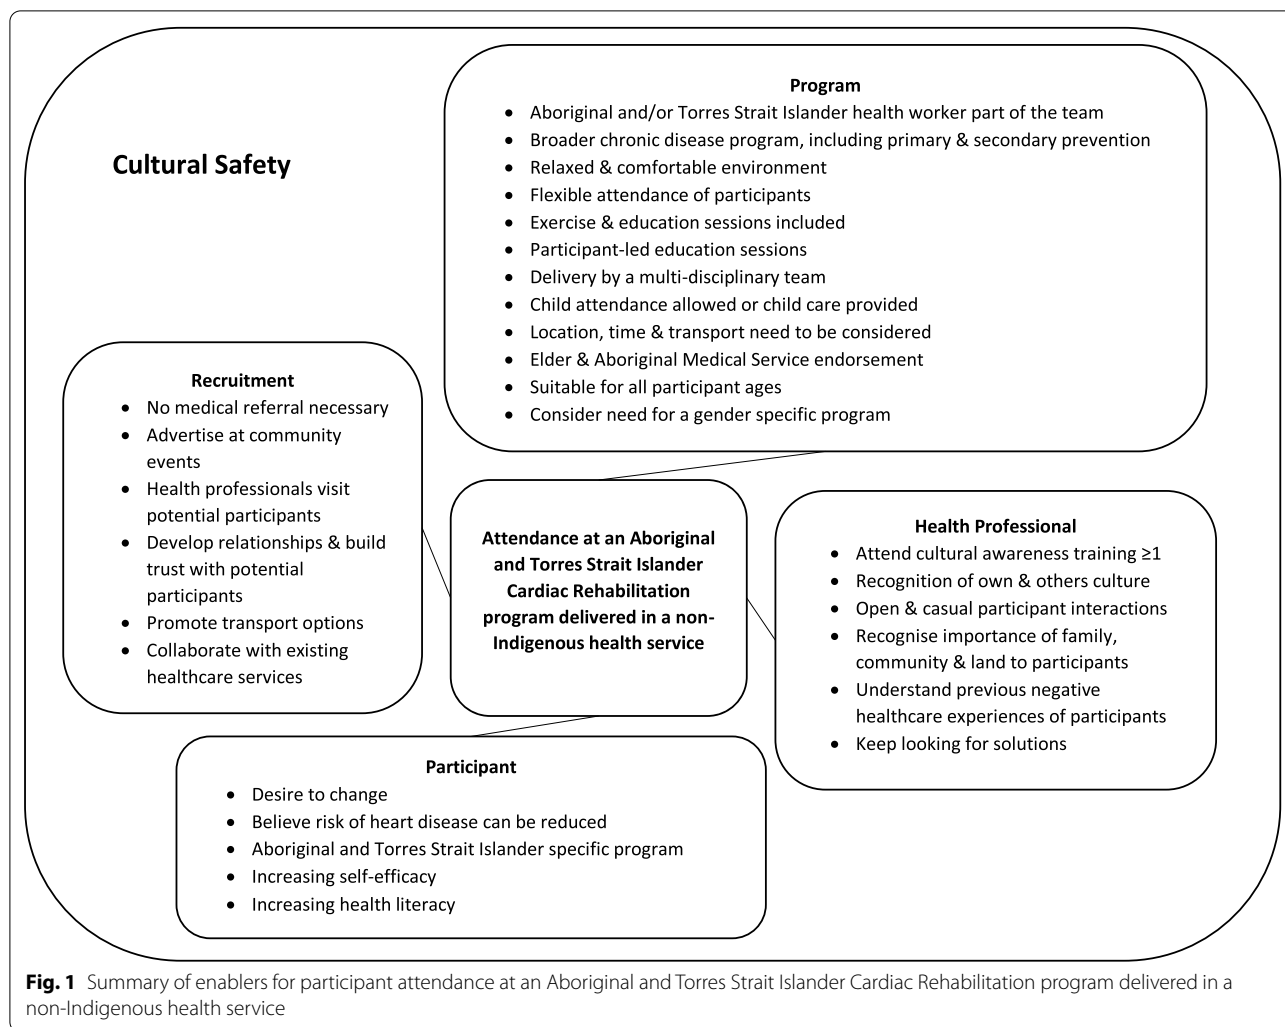 Cultural Safety
Program
• Aboriginal and/or Torres Strait Islander health worker part of the team
• Broader chronic disease program, including primary & secondary prevention
• Relaxed & comfortable environment
• Flexible attendance of participants
• Exercise & education sessions included
• Participant-led education sessions
• Delivery by a multi-disciplinary team
• Child attendance allowed or child care provided
• Location, time & transport need to be considered
• Elder & Aboriginal Medical Service endorsement
• Suitable for all participant ages
• Consider need for a gender specific program
Recruitment
• No medical referral necessary
• Advertise at community
events
• Health professionals visit
potential participants
• Develop relationships & build
trust with potential
participants
• Promote transport options
• Collaborate with existing
healthcare services
Attendance at an Aboriginal
and Torres Strait Islander
Cardiac Rehabilitation
program delivered in a non-
Indigenous health service
Health Professional
• Attend cultural awareness training ≥1
• Recognition of own & others culture
• Open & casual participant interactions
• Recognise importance of family,
community & land to participants
• Understand previous negative
healthcare experiences of participants
• Keep looking for solutions
Participant
• Desire to change
• Believe risk of heart disease can be reduced
• Aboriginal and Torres Strait Islander specific program
• Increasing self-efficacy
• Increasing health literacy
Fig. 1 Summary of enablers for participant attendance at an Aboriginal and Torres Strait Islander Cardiac Rehabilitation program delivered in a
non-Indigenous health service